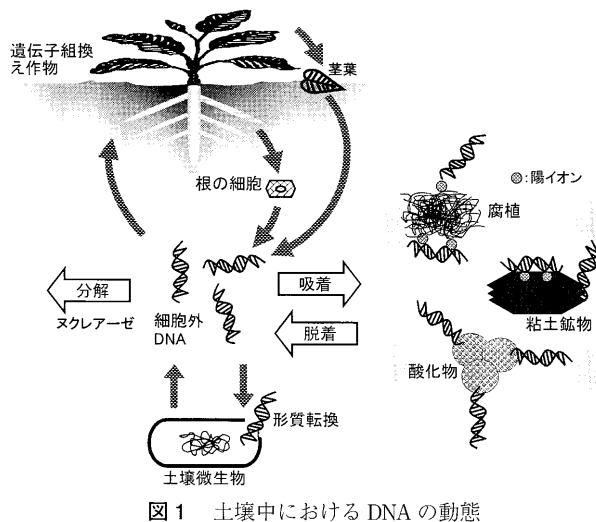 遺伝子組換
え作物
茎葉
根の細胞
:陽イオン
腐植
分解
吸着
粘土鉱物
ヌクレアーゼ
細胞外
DNA
脱着
酸化物
形質転換
土壌微生物
図1 土壌中における DNA の動態